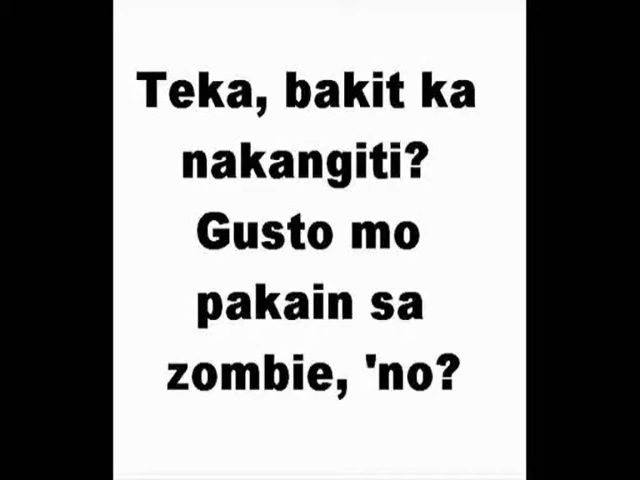 Teka, bakit ka
nakangiti?
Gusto mo
pakain sa
zombie, 'no?